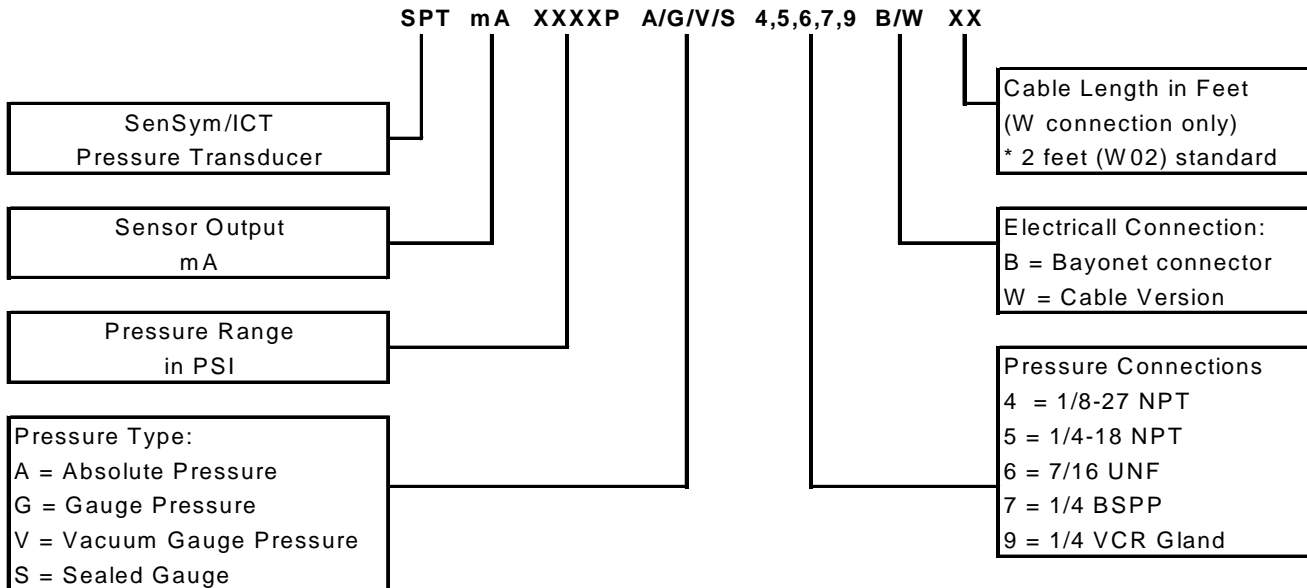 SPT mA XXXXP A/G/V/S 4,5,6,7,9 B/W XX
SenSym/ICT
Pressure Transducer
Sensor Output
mA
Pressure Range
in PSI
Pressure Type:
A = Absolute Pressure
G = Gauge Pressure
V = Vacuum Gauge Pressure
S = Sealed Gauge
Cable Length in Feet
(W connection only)
* 2 feet (W02) standard
Electricall Connection:
B = Bayonet connector
W = Cable Version
Pressure Connections
4 = 1/8-27 NPT
5 = 1/4-18 NPT
6 = 7/16 UNF
7 = 1/4 BSPP
9 = 1/4 VCR Gland